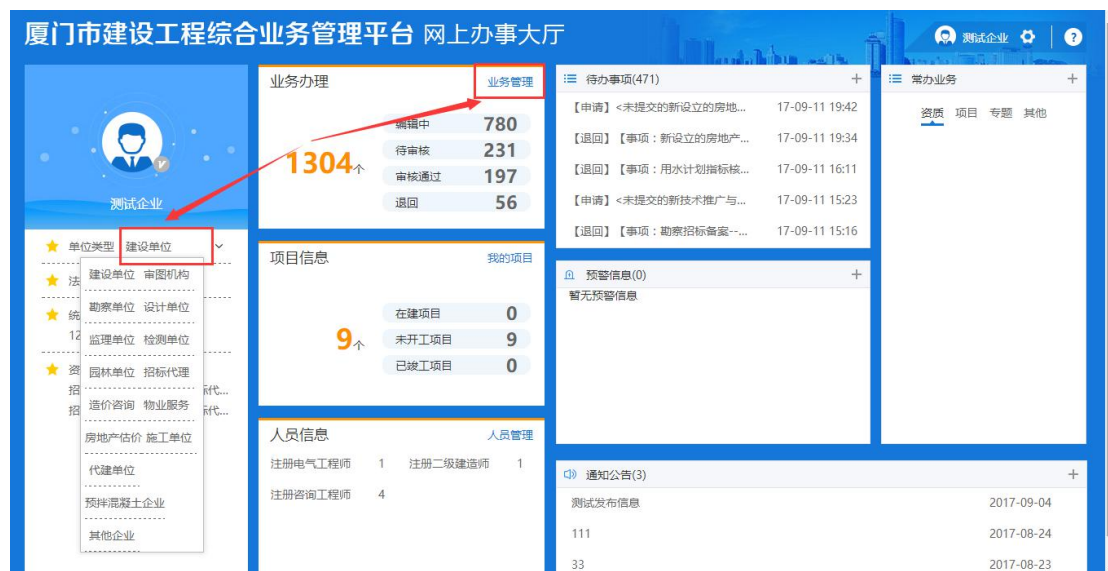 厦门市建设工程综合业务管理平台 网上办事大厅
测试企业
?
测试企业
单位类型 建设单位
法
统
12
资
招 标代...
招 标代...
建设单位 审图机构
勘察单位 设计单位
监理单位 检测单位
园林单位 招标代理
造价咨询 物业服务
房地产估价 施工单位
代建单位
预拌混凝土企业
其他企业
业务办理 业务管理
1304个
编辑中 780
待审核 231
审核通过 197
退回 56
项目信息 我的项目
9个
在建项目 0
未开工项目 9
已竣工项目 0
人员信息 人员管理
注册电气工程师 1 注册二级建造师 1
注册咨询工程师 4
待办事项(471) +
【申请】<未提交的新设立的房地... 17-09-11 19:42
【退回】【事项：新设立的房地产... 17-09-11 19:34
【退回】【事项：用水计划指标核... 17-09-11 16:11
【申请】<未提交的新技术推广与... 17-09-11 15:23
【退回】【事项：勘察招标备案--... 17-09-11 15:16
预警信息(0) +
暂无预警信息
常办业务 +
资质 项目 专题 其他
通知公告(3) +
测试发布信息 2017-09-04
111 2017-08-24
33 2017-08-23